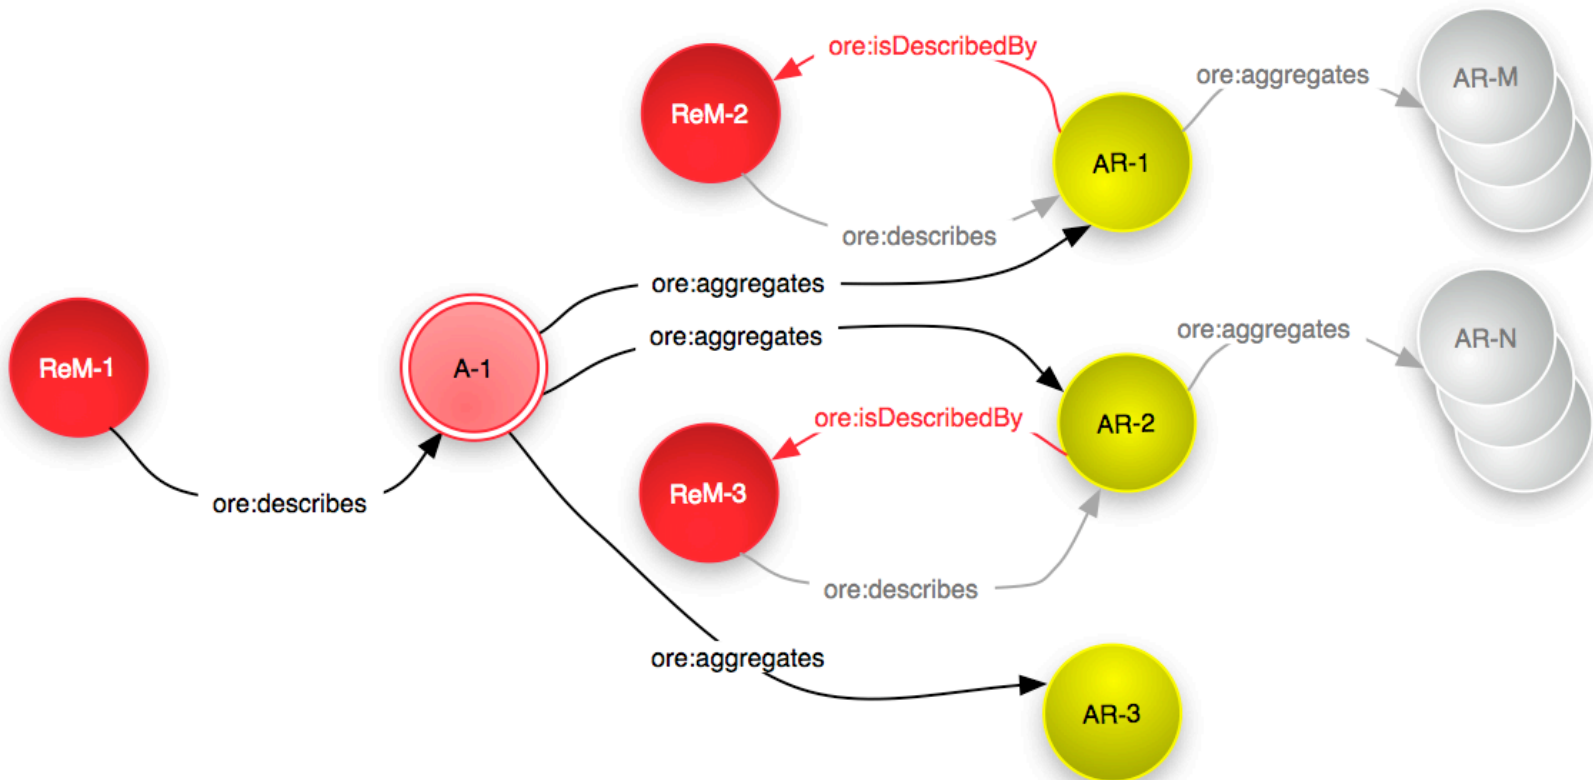 ore:isDescribedBy
ore:aggregates
AR-M
ReM-2
AR-1
ore:describes
ore:aggregates
ore:aggregates
ore:aggregates
AR-N
ReM-1
A-1
ore:isDescribedBy
AR-2
ReM-3
ore:describes
ore:describes
ore:aggregates
AR-3